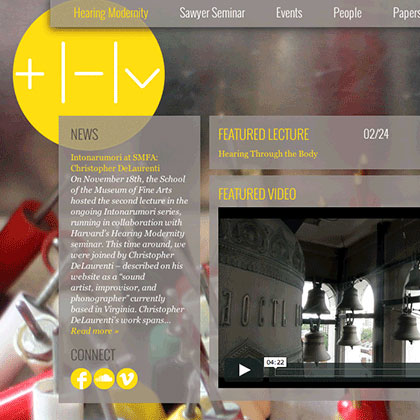 Hearing Modernity Sawyer Seminar Events People Papers
NEWS
Intonarumori at SMFA:
Christopher DeLaurenti
On November 18th, the School
of the Museum of Fine Arts
hosted the second lecture in the
ongoing Intonarumori series,
running in collaboration with
Harvard's Hearing Modernity
seminar. This time around, we
were joined by Christopher
DeLaurenti – described on his
website as a "sound
artist, improvisor, and
phonographer" currently
based in Virginia. Christopher
DeLaurenti's work spans...
Read more »
CONNECT
FEATURED LECTURE 02/24
Hearing Through the Body
FEATURED VIDEO
04:22